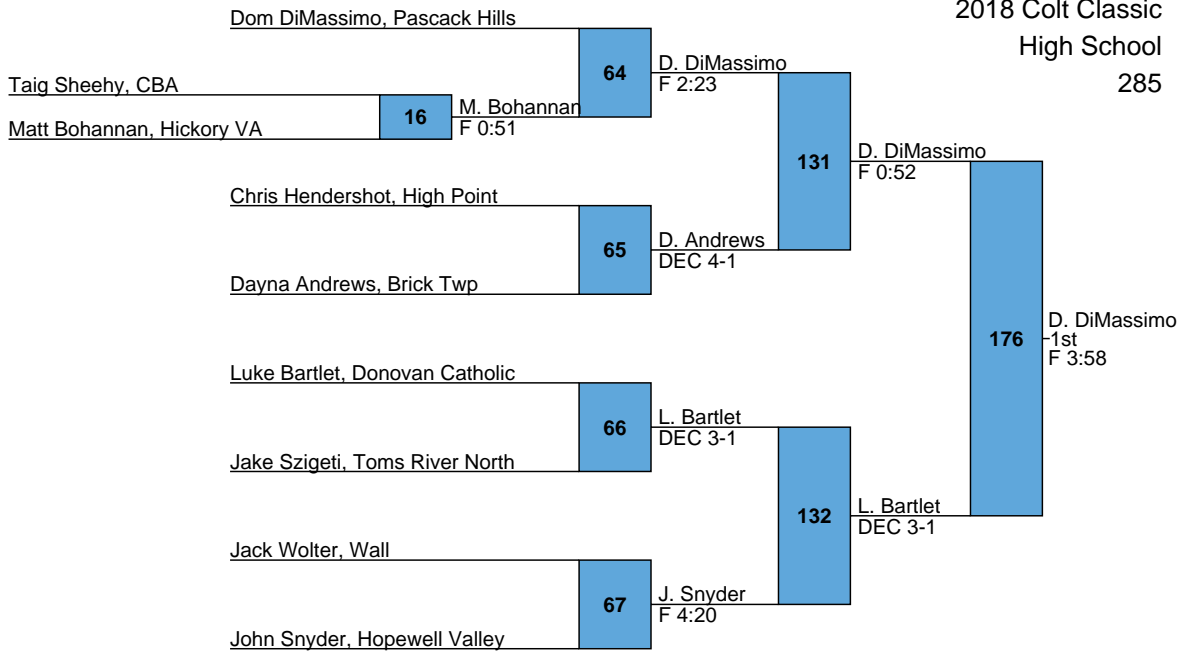 2018 Colt Classic
High School
285
Dom DiMassimo, Pascack Hills
64
D. DiMassimo
F 2:23
Taig Sheehy, CBA
16
M. Bohannan
F 0:51
Matt Bohannan, Hickory VA
131
D. DiMassimo
F 0:52
Chris Hendershot, High Point
65
D. Andrews
DEC 4-1
Dayna Andrews, Brick Twp
176
D. DiMassimo
1st
F 3:58
Luke Bartlet, Donovan Catholic
66
L. Bartlet
DEC 3-1
Jake Szigeti, Toms River North
132
L. Bartlet
DEC 3-1
Jack Wolter, Wall
67
J. Snyder
F 4:20
John Snyder, Hopewell Valley